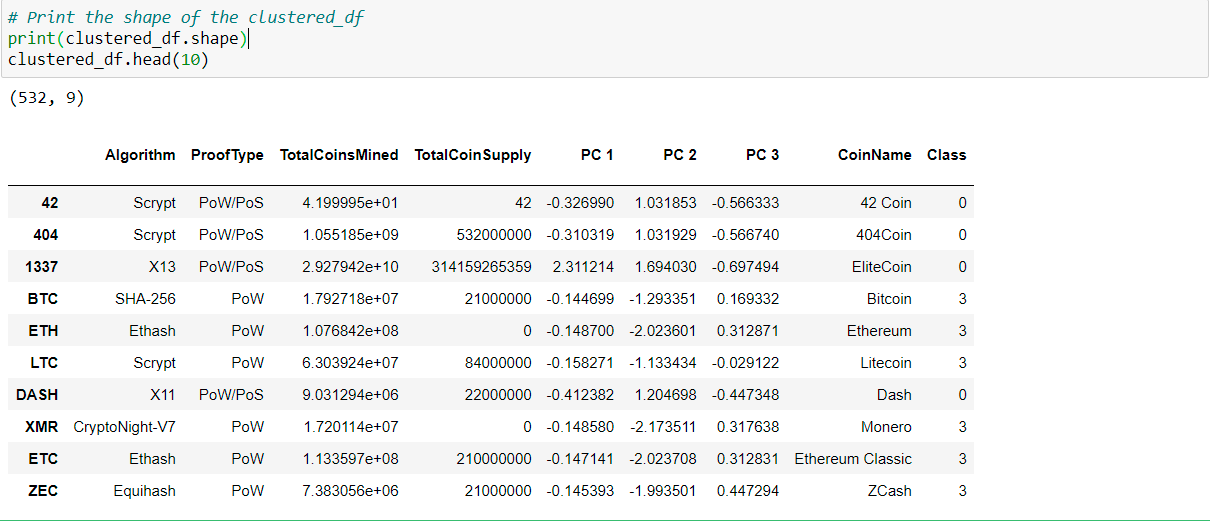 # Print the shape of the clustered_df
print(clustered_df.shape)
clustered_df.head(10)
(532, 9)
Algorithm ProofType TotalCoinsMined TotalCoinSupply PC 1 PC 2 PC 3 CoinName Class
42 Scrypt PoW/PoS 4.199995e+01 42 -0.326990 1.031853 -0.566333 42 Coin 0
404 Scrypt PoW/PoS 1.055185e+09 532000000 -0.310319 1.031929 -0.566740 404Coin 0
1337 X13 PoW/PoS 2.927942e+10 314159265359 2.311214 1.694030 -0.697494 EliteCoin 0
BTC SHA-256 PoW 1.792718e+07 21000000 -0.144699 -1.293351 0.169332 Bitcoin 3
ETH Ethash PoW 1.076842e+08 0 -0.148700 -2.023601 0.312871 Ethereum 3
LTC Scrypt PoW 6.303924e+07 84000000 -0.158271 -1.133434 -0.029122 Litecoin 3
DASH X11 PoW/PoS 9.031294e+06 22000000 -0.412382 1.204698 -0.447348 Dash 0
XMR CryptoNight-V7 PoW 1.720114e+07 0 -0.148580 -2.173511 0.317638 Monero 3
ETC Ethash PoW 1.133597e+08 210000000 -0.147141 -2.023708 0.312831 Ethereum Classic 3
ZEC Equihash PoW 7.383056e+06 21000000 -0.145393 -1.993501 0.447294 ZCash 3